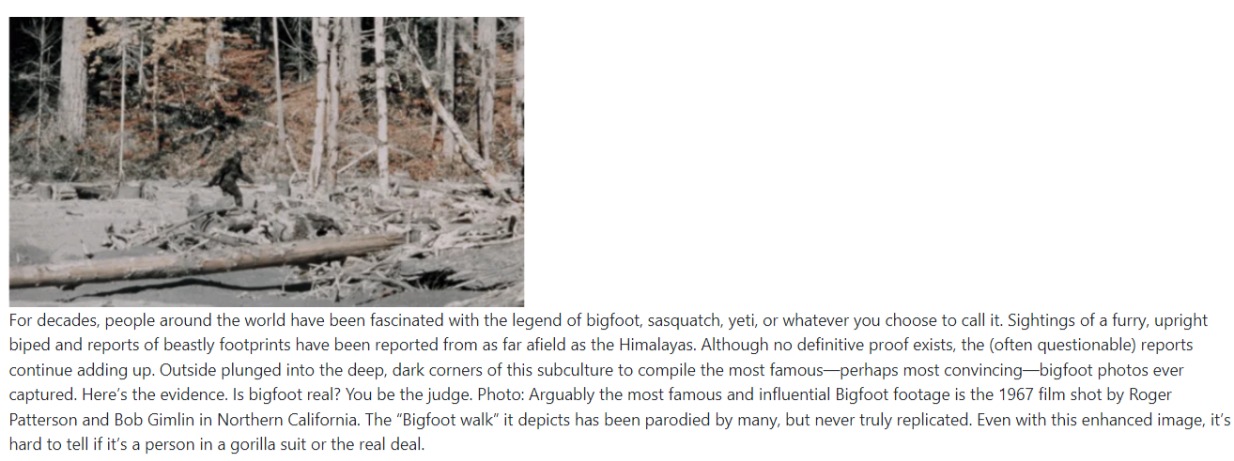 For decades, people around the world have been fascinated with the legend of bigfoot, sasquatch, yeti, or whatever you choose to call it. Sightings of a furry, upright
biped and reports of beastly footprints have been reported from as far afield as the Himalayas. Although no definitive proof exists, the (often questionable) reports
continue adding up. Outside plunged into the deep, dark corners of this subculture to compile the most famous—perhaps most convincing—bigfoot photos ever
captured. Here’s the evidence. Is bigfoot real? You be the judge. Photo: Arguably the most famous and influential Bigfoot footage is the 1967 film shot by Roger
Patterson and Bob Gimlin in Northern California. The “Bigfoot walk” it depicts has been parodied by many, but never truly replicated. Even with this enhanced image, it’s
hard to tell if it’s a person in a gorilla suit or the real deal.